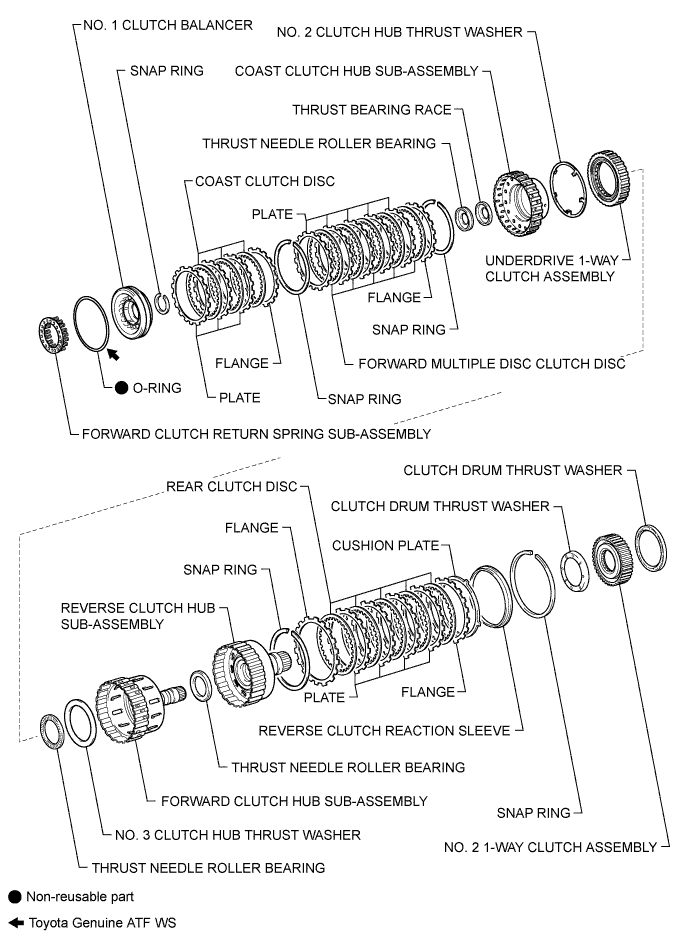 NO. 1 CLUTCH BALANCER
NO. 2 CLUTCH HUB THRUST WASHER
SNAP RING
COAST CLUTCH HUB SUB-ASSEMBLY
THRUST BEARING RACE
THRUST NEEDLE ROLLER BEARING
COAST CLUTCH DISC
PLATE
UNDERDRIVE 1-WAY
CLUTCH ASSEMBLY
FLANGE
SNAP RING
FLANGE
FORWARD MULTIPLE DISC CLUTCH DISC
O-RING
PLATE
SNAP RING
FORWARD CLUTCH RETURN SPRING SUB-ASSEMBLY
CLUTCH DRUM THRUST WASHER
REAR CLUTCH DISC
CLUTCH DRUM THRUST WASHER
FLANGE
CUSHION PLATE
SNAP RING
REVERSE CLUTCH HUB
SUB-ASSEMBLY
PLATE
FLANGE
REVERSE CLUTCH REACTION SLEEVE
THRUST NEEDLE ROLLER BEARING
FORWARD CLUTCH HUB SUB-ASSEMBLY
SNAP RING
NO. 3 CLUTCH HUB THRUST WASHER
NO. 2 1-WAY CLUTCH ASSEMBLY
THRUST NEEDLE ROLLER BEARING
Non-reusable part
Toyota Genuine ATF WS